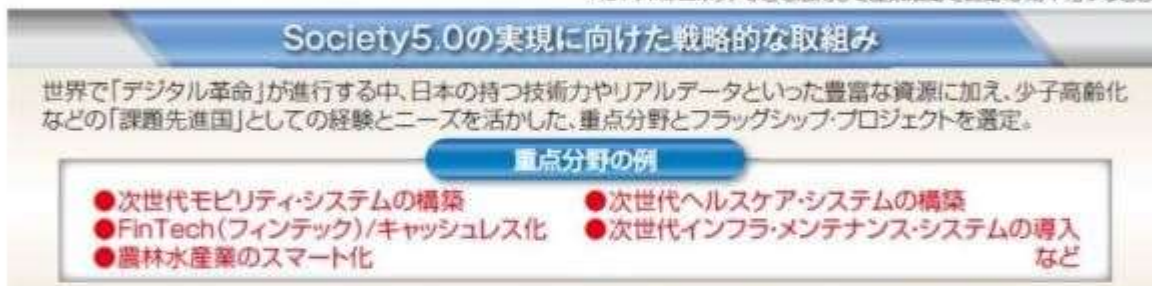 Society5.0の実現に向けた戦略的な取組み
世界で「デジタル革命」が進行する中、日本の持つ技術力やリアルデータといった豊富な資源に加え、少子高齢化
などの「課題先進国」としての経験とニーズを活かした、重点分野とフラッグシップ・プロジェクトを選定。
重点分野の例
●次世代モビリティ・システムの構築
●FinTech(フィンテック)/キャッシュレス化
●農林水産業のスマート化
●次世代ヘルスケア・システムの構築
●次世代インフラ・メンテナンス・システムの導入
など